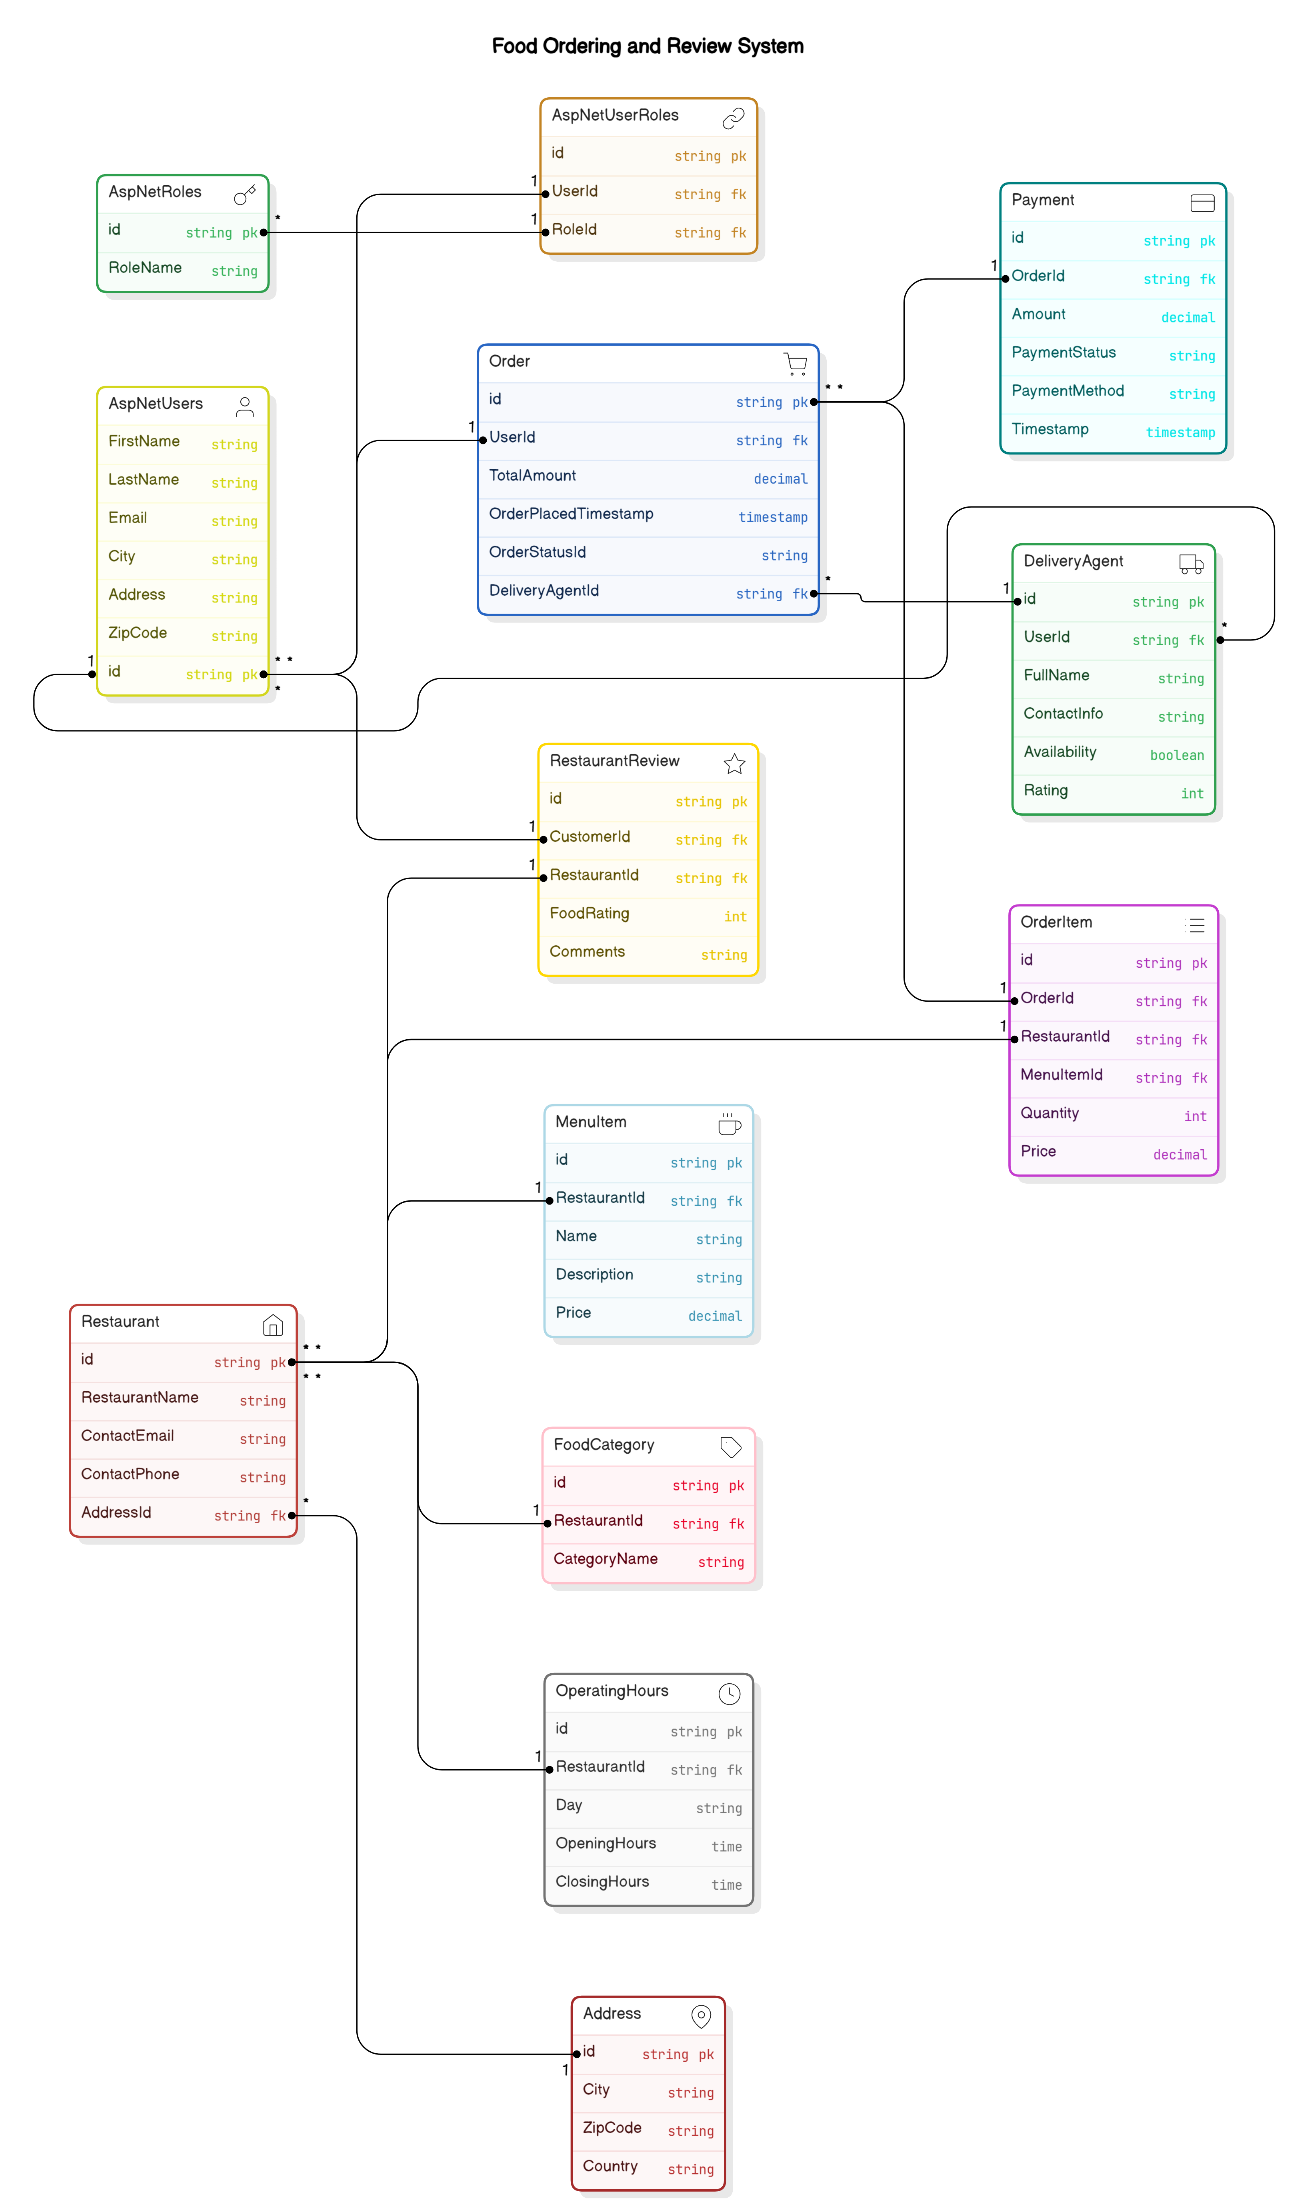 Food Ordering and Review System
AspNetUserRoles
id string pk
1 UserId string fk
1 RoleId string fk
AspNetRoles
id string pk *
RoleName string
Payment
id string pk
1 OrderId string fk
Amount decimal
PaymentStatus string
PaymentMethod string
Timestamp timestamp
Order
id string pk * *
1 UserId string fk
TotalAmount decimal
OrderPlacedTimestamp timestamp
OrderStatusId string
DeliveryAgentId string fk *
AspNetUsers
FirstName string
LastName string
Email string
City string
Address string
ZipCode string
1 id string pk * *
*
DeliveryAgent
1 id string pk
UserId string fk *
FullName string
ContactInfo string
Availability boolean
Rating int
RestaurantReview
id string pk
1 CustomerId string fk
1 RestaurantId string fk
FoodRating int
Comments string
OrderItem
id string pk
1 OrderId string fk
1 RestaurantId string fk
MenuItemId string fk
Quantity int
Price decimal
MenuItem
id string pk
1 RestaurantId string fk
Name string
Description string
Price decimal
Restaurant
id string pk * *
* *
RestaurantName string
ContactEmail string
ContactPhone string
AddressId string fk *
FoodCategory
id string pk
1 RestaurantId string fk
CategoryName string
OperatingHours
id string pk
1 RestaurantId string fk
Day string
OpeningHours time
ClosingHours time
Address
id string pk
1
City string
ZipCode string
Country string